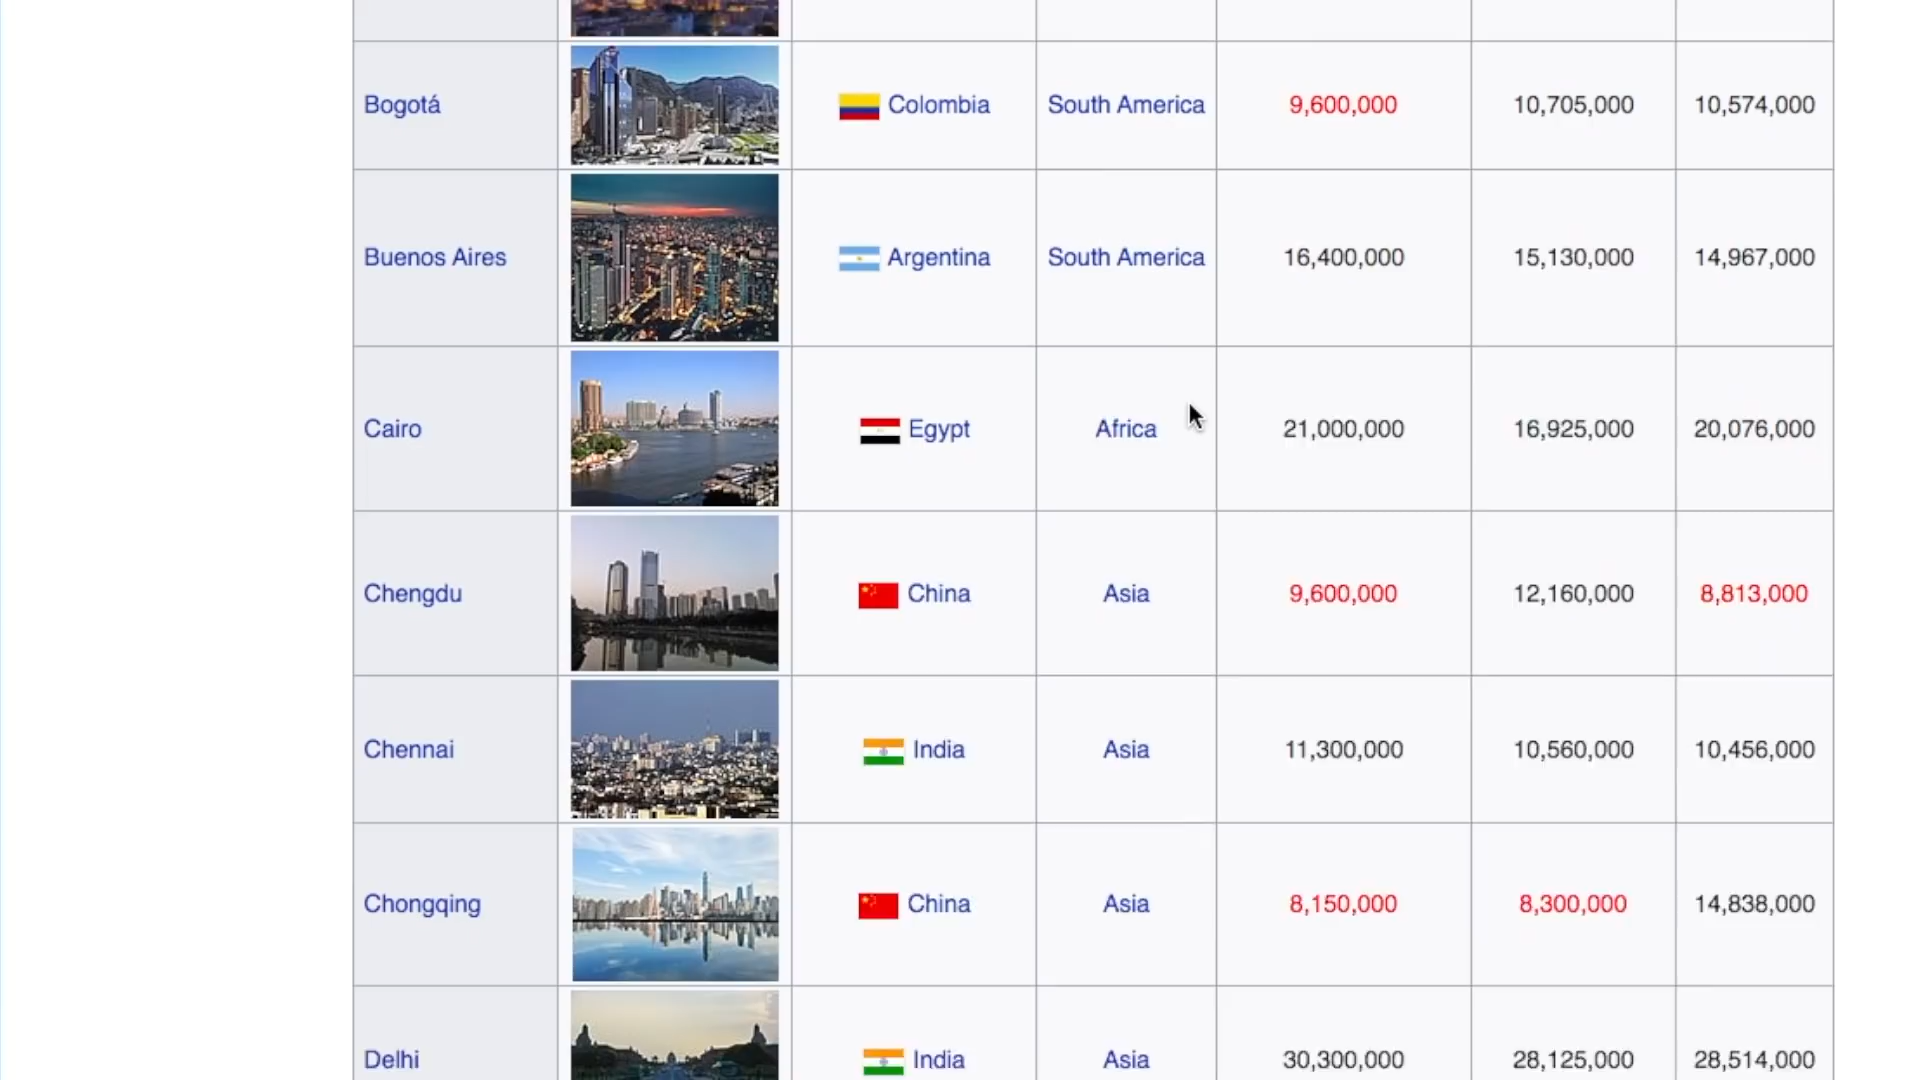 Bogotá Colombia South America 9,600,000 10,705,000 10,574,000
Buenos Aires Argentina South America 16,400,000 15,130,000 14,967,000
Cairo Egypt Africa 21,000,000 16,925,000 20,076,000
Chengdu China Asia 9,600,000 12,160,000 8,813,000
Chennai India Asia 11,300,000 10,560,000 10,456,000
Chongqing China Asia 8,150,000 8,300,000 14,838,000
Delhi India Asia 30,300,000 28,125,000 28,514,000